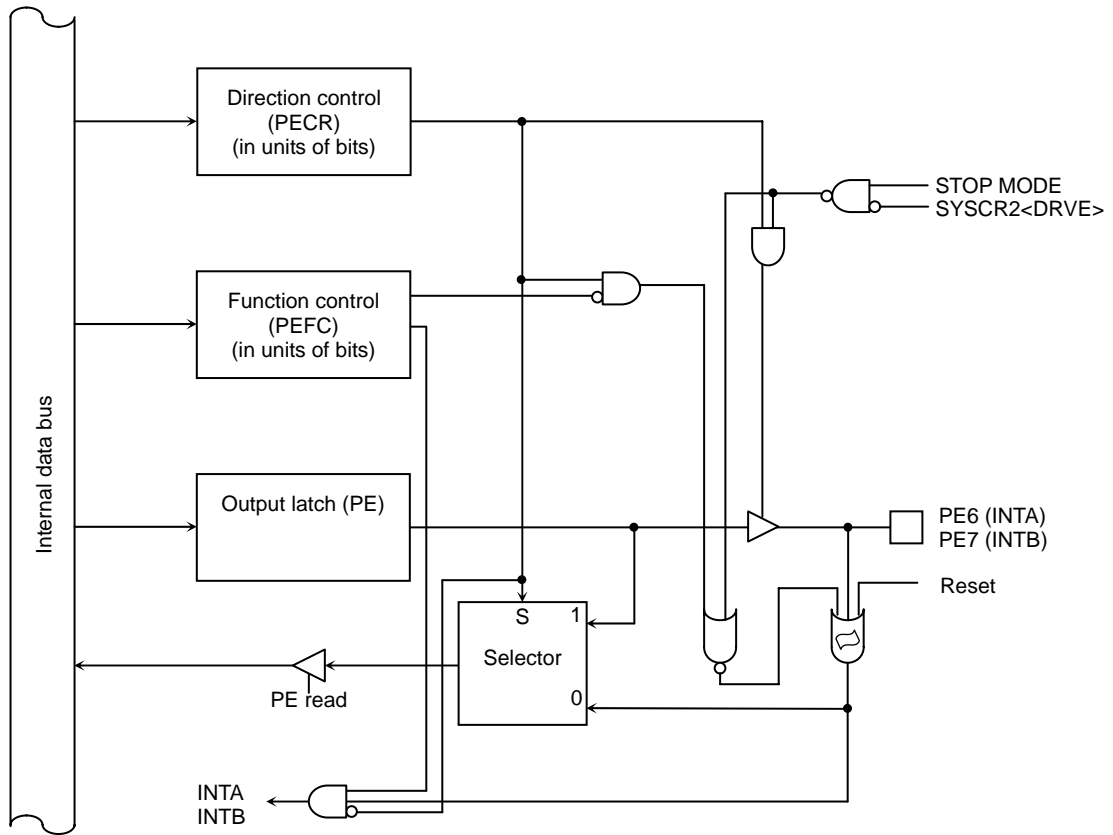 Direction control
(PECR)
(in units of bits)
STOP MODE
SYSCR2<DRVE>
Function control
(PEFC)
(in units of bits)
Internal data bus
Output latch (PE)
PE6 (INTA)
PE7 (INTB)
Reset
S
1
Selector
0
PE read
INTA
INTB